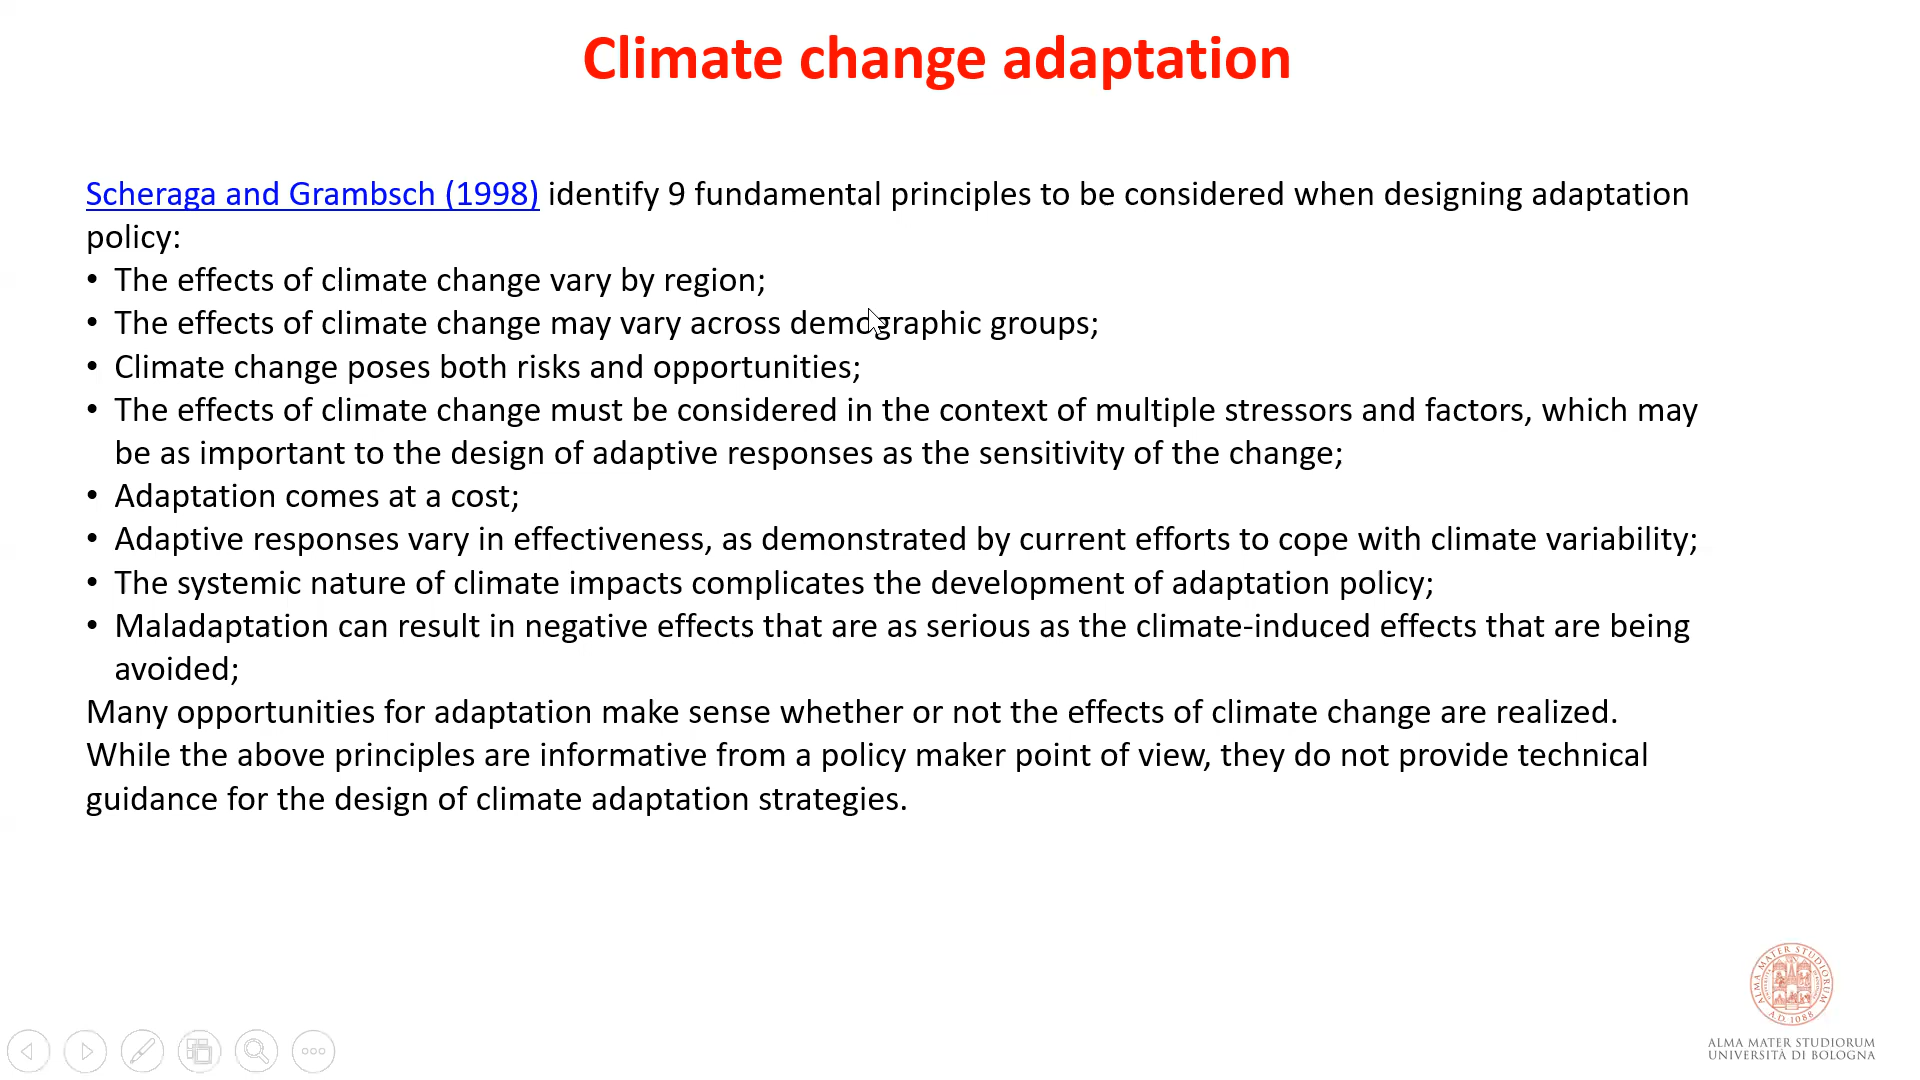 Climate change adaptation
Scheraga and Grambsch (1998) identify 9 fundamental principles to be considered when designing adaptation
policy:
• The effects of climate change vary by region;
• The effects of climate change may vary across demographic groups;
• Climate change poses both risks and opportunities;
• The effects of climate change must be considered in the context of multiple stressors and factors, which may
be as important to the design of adaptive responses as the sensitivity of the change;
• Adaptation comes at a cost;
• Adaptive responses vary in effectiveness, as demonstrated by current efforts to cope with climate variability;
• The systemic nature of climate impacts complicates the development of adaptation policy;
• Maladaptation can result in negative effects that are as serious as the climate-induced effects that are being
avoided;
Many opportunities for adaptation make sense whether or not the effects of climate change are realized.
While the above principles are informative from a policy maker point of view, they do not provide technical
guidance for the design of climate adaptation strategies.
ALMA MATER STUDIORUM
A.D. 1088
ALMA MATER STUDIORUM
UNIVERSITÀ DI BOLOGNA